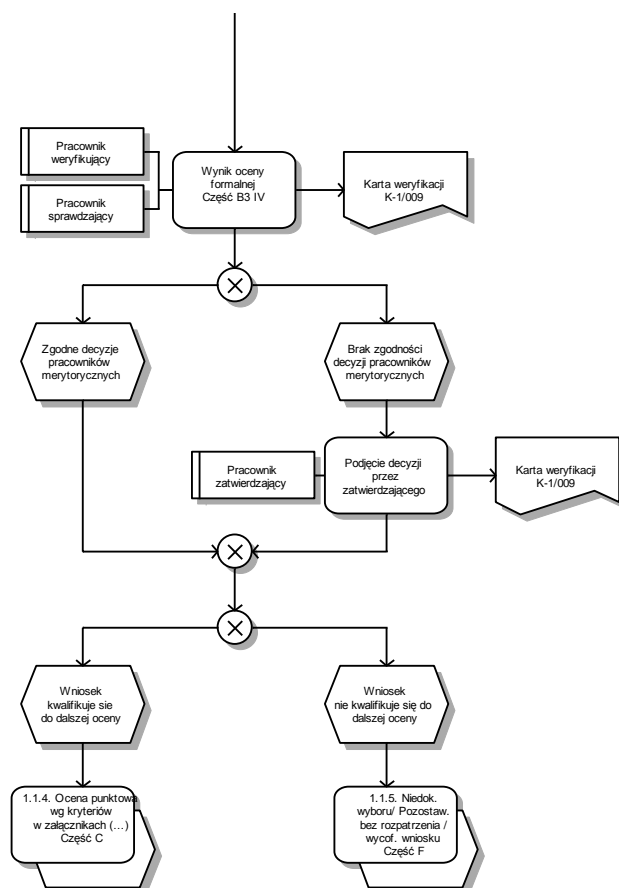 Pracownik
weryfikujący
Pracownik
sprawdzający
Wynik oceny
formalnej
Część B3 IV
Karta weryfikacji
K-1/009
Zgodne decyzje
pracowników
merytorycznych
Brak zgodności
decyzji pracowników
merytorycznych
Pracownik
zatwierdzający
Podjęcie decyzji
przez
zatwierdzającego
Karta weryfikacji
K-1/009
Wniosek
kwalifikuje sie
do dalszej oceny
Wniosek
nie kwalifikuje się do
dalszej oceny
1.1.4. Ocena punktowa
wg kryteriów
w załącznikach (...)
Część C
1.1.5. Niedok.
wyboru/ Pozostaw.
bez rozpatrzenia /
wycof. wniosku
Część F